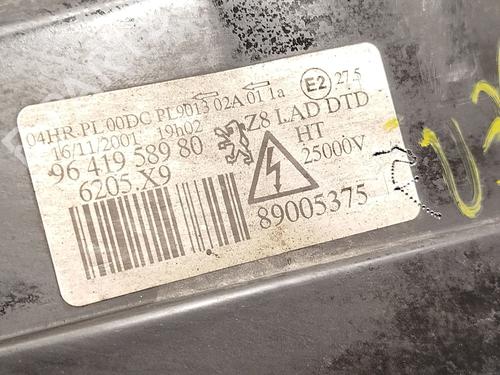 04HR PL 00DC PL9013 02A 01 1a
E2 27.5
16/11/2001 19h02
Z8 I.AD DTD
96 419 589 80
HT
6205.X9
25000V
89005375